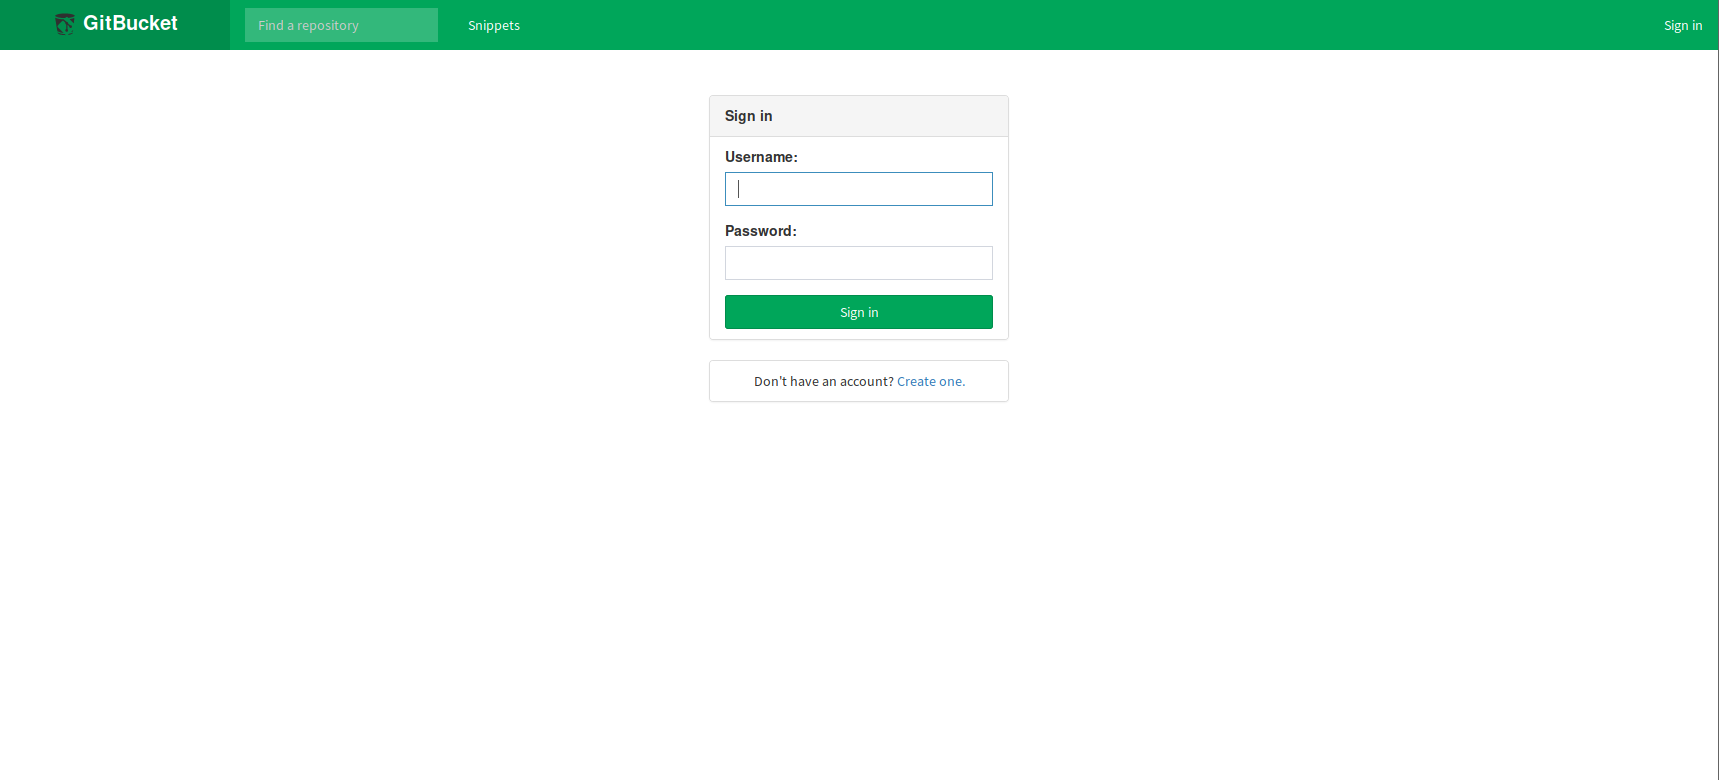 GitBucket
Find a repository
Snippets
Sign in
Sign in
Username:
Password:
Sign in
Don't have an account? Create one.